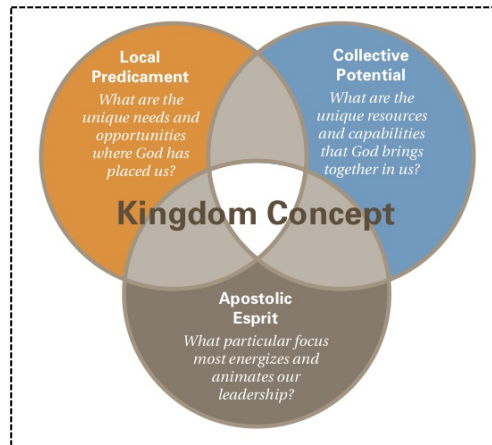 Local
Predicament
What are the
unique needs and
opportunities
where God has
placed us?
Collective
Potential
What are the
unique resources
and capabilities
that God brings
together in us?
Kingdom Concept
Apostolic
Esprit
What particular focus
most energizes and
animates our
leadership?